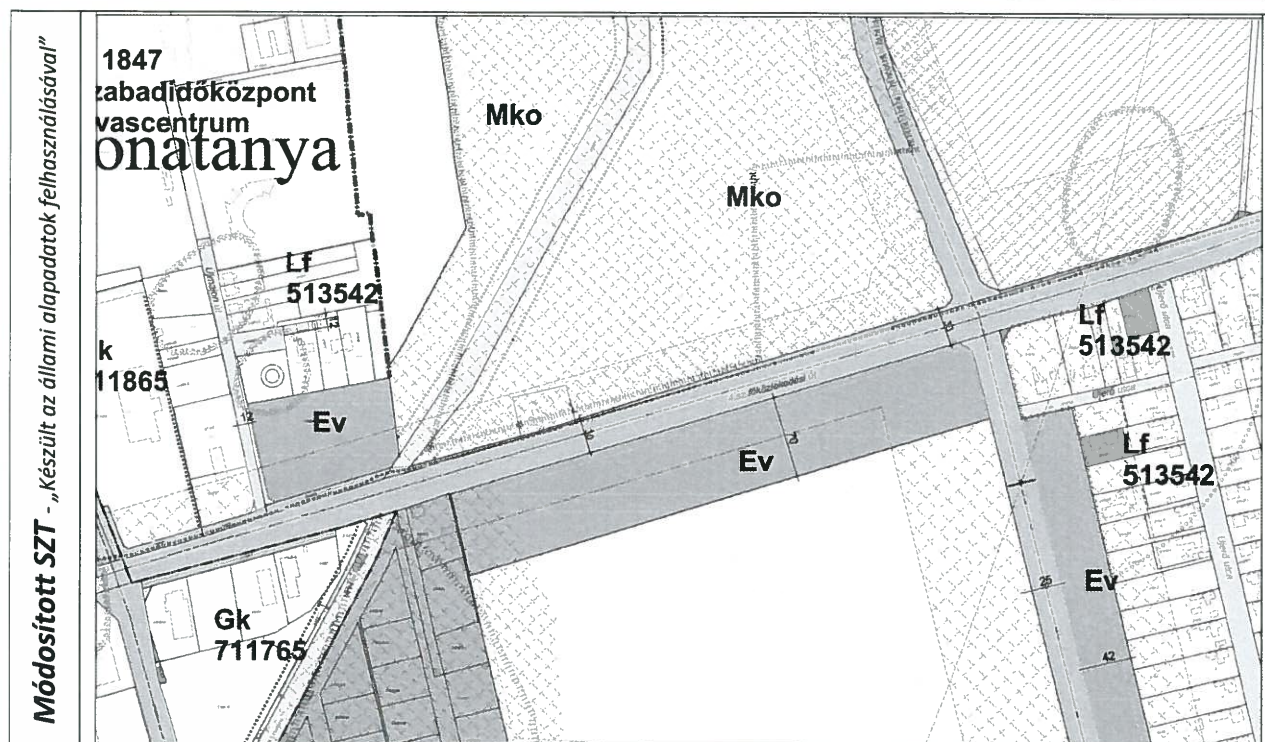 Módosított SZT - „Készült az állami alapadatok felhasználásával”
1847
zabadidőközpont
vascentrum
onatanya
Mko
Mko
Lf
513542
12
k
11865
12
Ev
Lf
513542
Ev
Lf
513542
Ev
25
42
Gk
711765